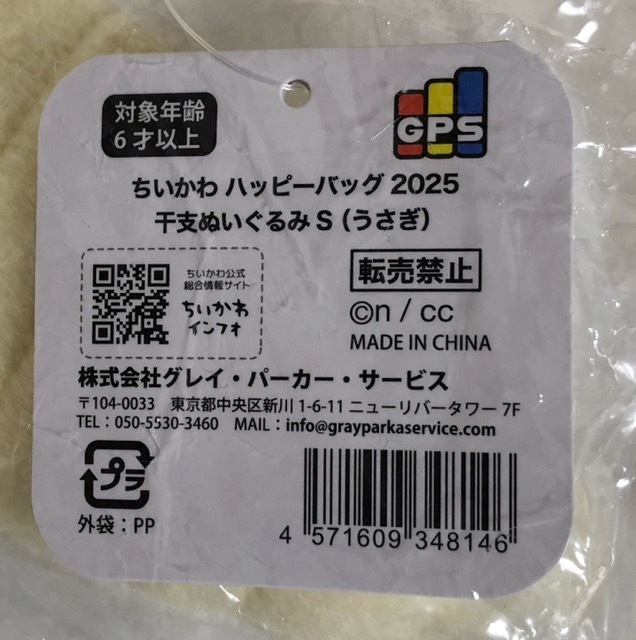 対象年齢
6才以上
GPS
ちいかわ ハッピーバッグ 2025
干支ぬいぐるみ S（うさぎ）
ちいかわ公式
総合情報サイト
ちいかわ
インフォ
転売禁止
©n / cc
MADE IN CHINA
株式会社グレイ・パーカー・サービス
〒104-0033 東京都中央区新川 1-6-11 ニューリバータワー 7F
TEL：050-5530-3460 MAIL：info@grayparkaservice.com
プラ
外袋：PP
4 571609 348146